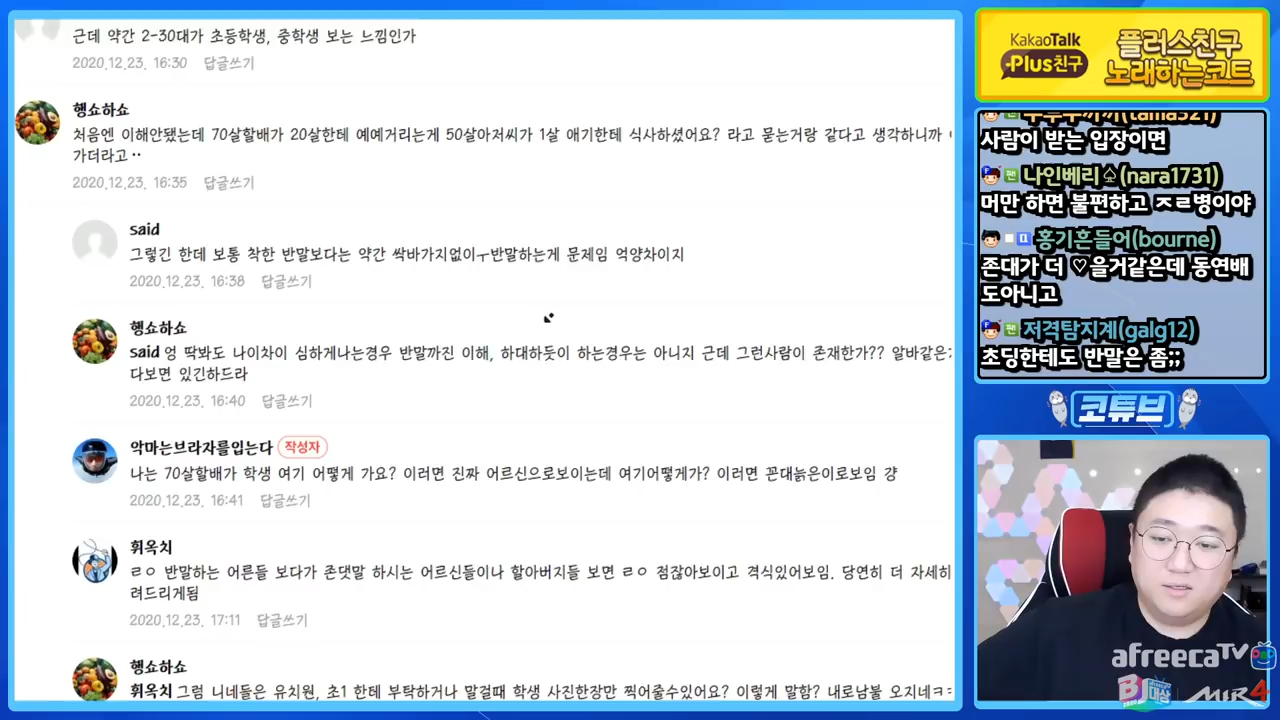 근데 약간 2-30대가 초등학생, 중학생 보는 느낌인가
2020.12.23. 16:30 답글쓰기
행쇼하쇼
처음엔 이해안됐는데 70살할배가 20살한테 예예거리는게 50살아저씨가 1살 애기한테 식사하셨어요? 라고 묻는거랑 같다고 생각하니까
가더라고..
2020.12.23. 16:35 답글쓰기
said
그렇긴 한데 보통 착한 반말보다는 약간 싹바가지없이ㅜ반말하는게 문제임 억양차이지
2020.12.23. 16:38 답글쓰기
행쇼하쇼
said 엉 딱봐도 나이차이 심하게나는경우 반말까진 이해, 하대하듯이 하는경우는 아니지 근데 그런사람이 존재한가?? 알바같은
다보면 있긴하드라
2020.12.23. 16:40 답글쓰기
악마는브라자를입는다 작성자
나는 70살할배가 학생 여기 어떻게 가요? 이러면 진짜 어르신으로보이는데 여기어떻게가? 이러면 꼰대늙은이로보임 걍
2020.12.23. 16:41 답글쓰기
휘옥치
ㄹㅇ 반말하는 어른들 보다가 존댓말 하시는 어르신들이나 할아버지들 보면 ㄹㅇ 점잖아보이고 격식있어보임. 당연히 더 자세히
려드리게됨
2020.12.23. 17:11 답글쓰기
행쇼하쇼
휘옥치 그럼 니네들은 유치원, 초1 한테 부탁하거나 말걸때 학생 사진한장만 찍어줄수있어요? 이렇게 말함? 내로남불 오지네ㅋ
KakaoTalk
Plus친구
플러스친구
노래하는코트
(tama321)
사람이 받는 입장이면
팬 나인베리♤(nara1731)
머만 하면 불편하고 ㅈㄹ병이야
홍기흔들어(bourne)
존대가 더 ♡을거같은데 동연배
도아니고
팬 저격탐지계(galg12)
초딩한테도 반말은 좀;;
코튜브
afreecaTV
BJ대상 MIR4